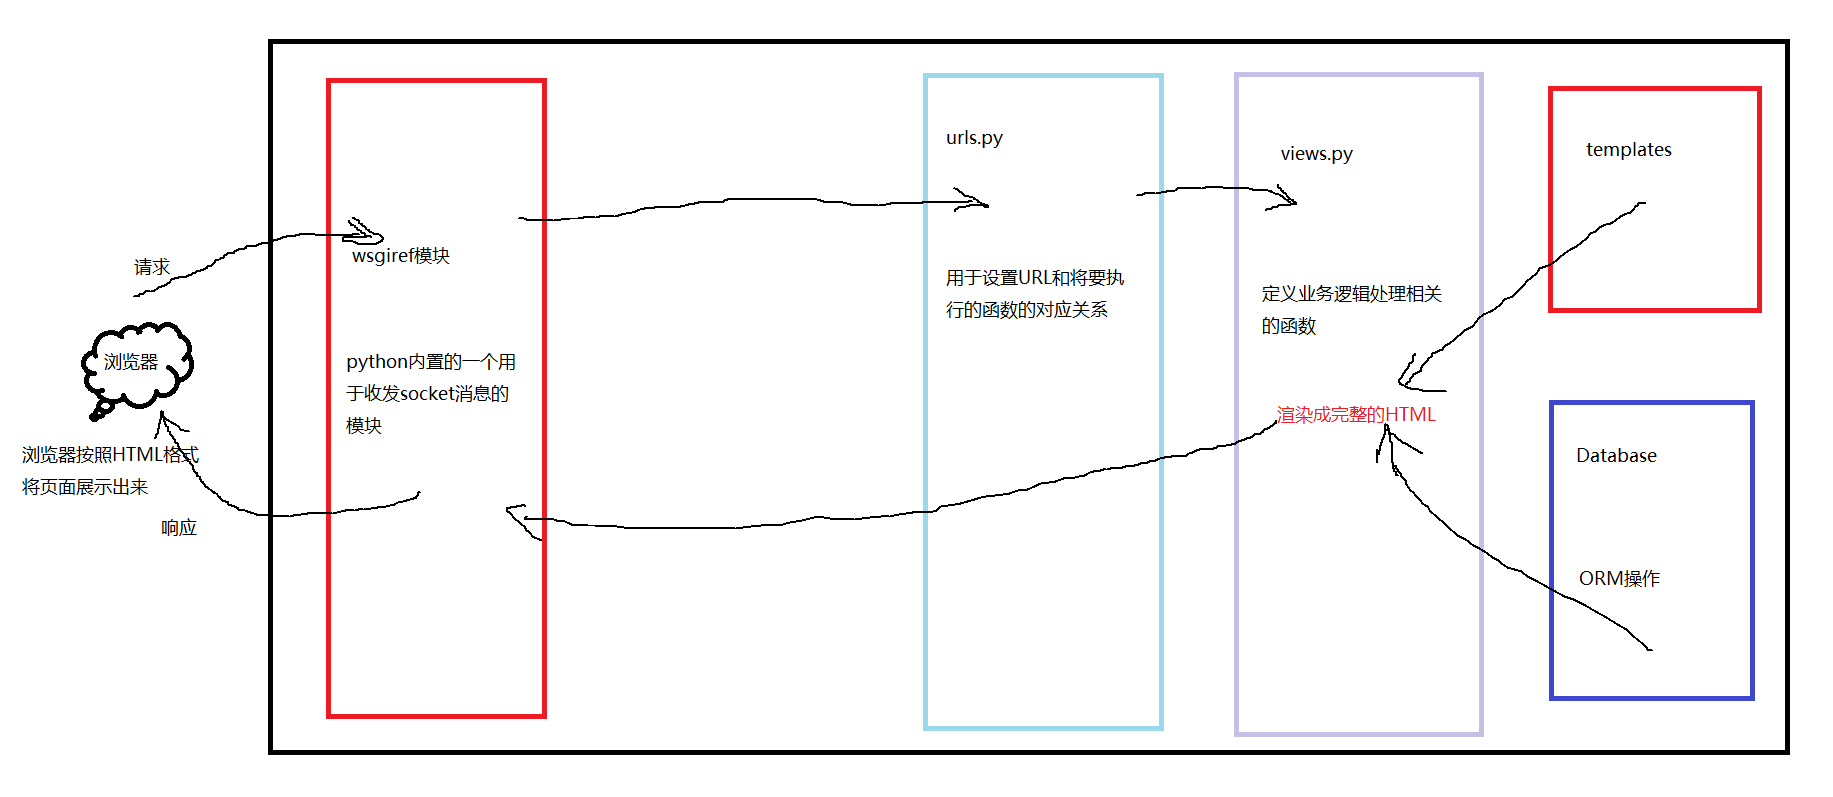 请求
浏览器
浏览器按照HTML格式
将页面展示出来
响应
wsgiref模块
python内置的一个用
于收发socket消息的
模块
urls.py
用于设置URL和将要执
行的函数的对应关系
views.py
定义业务逻辑处理相关
的函数
渲染成完整的HTML
templates
Database
ORM操作